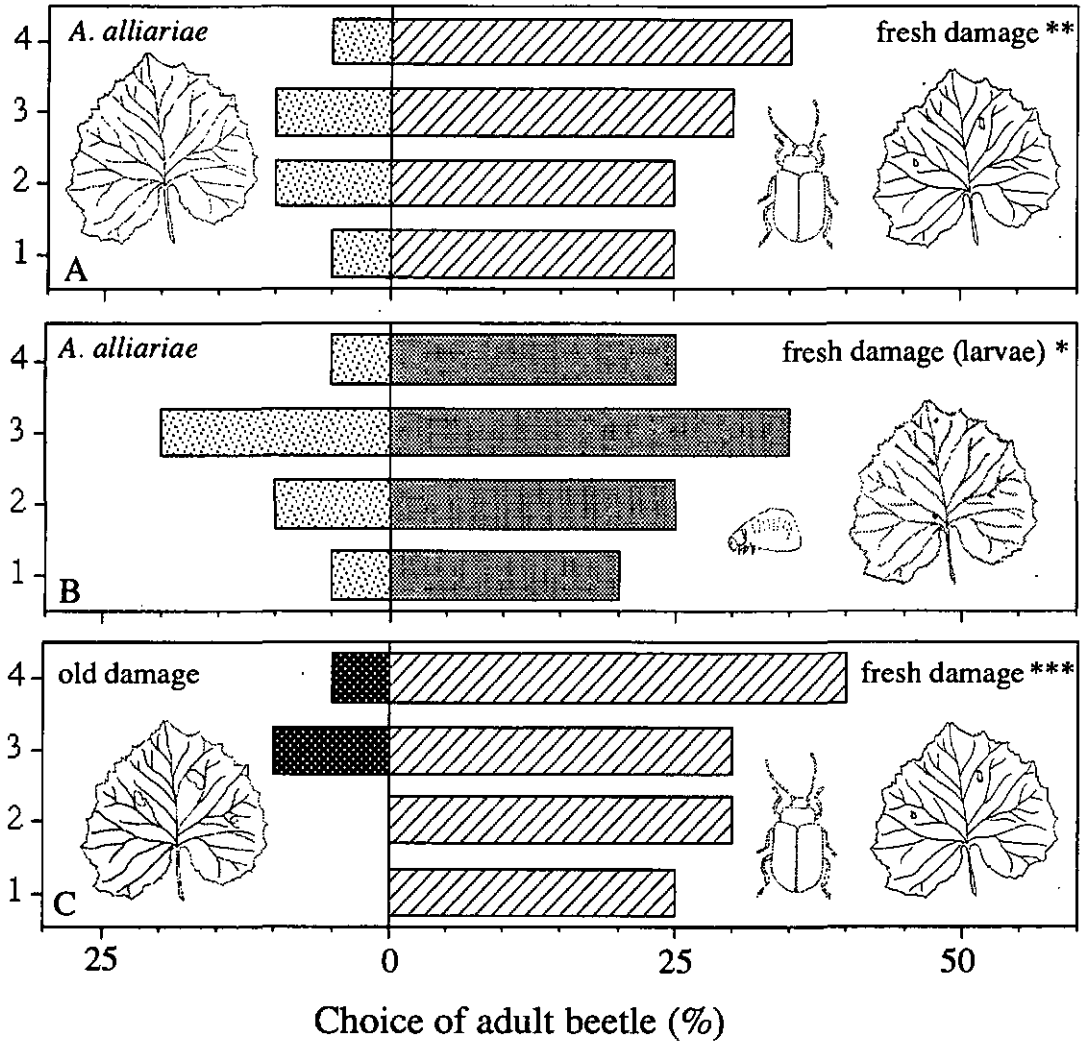 A. alliariae
fresh damage **
4
3
2
1
A
A. alliariae
fresh damage (larvae) *
4
3
2
1
B
old damage
fresh damage ***
4
3
2
1
C
25 0 25 50
Choice of adult beetle (%)